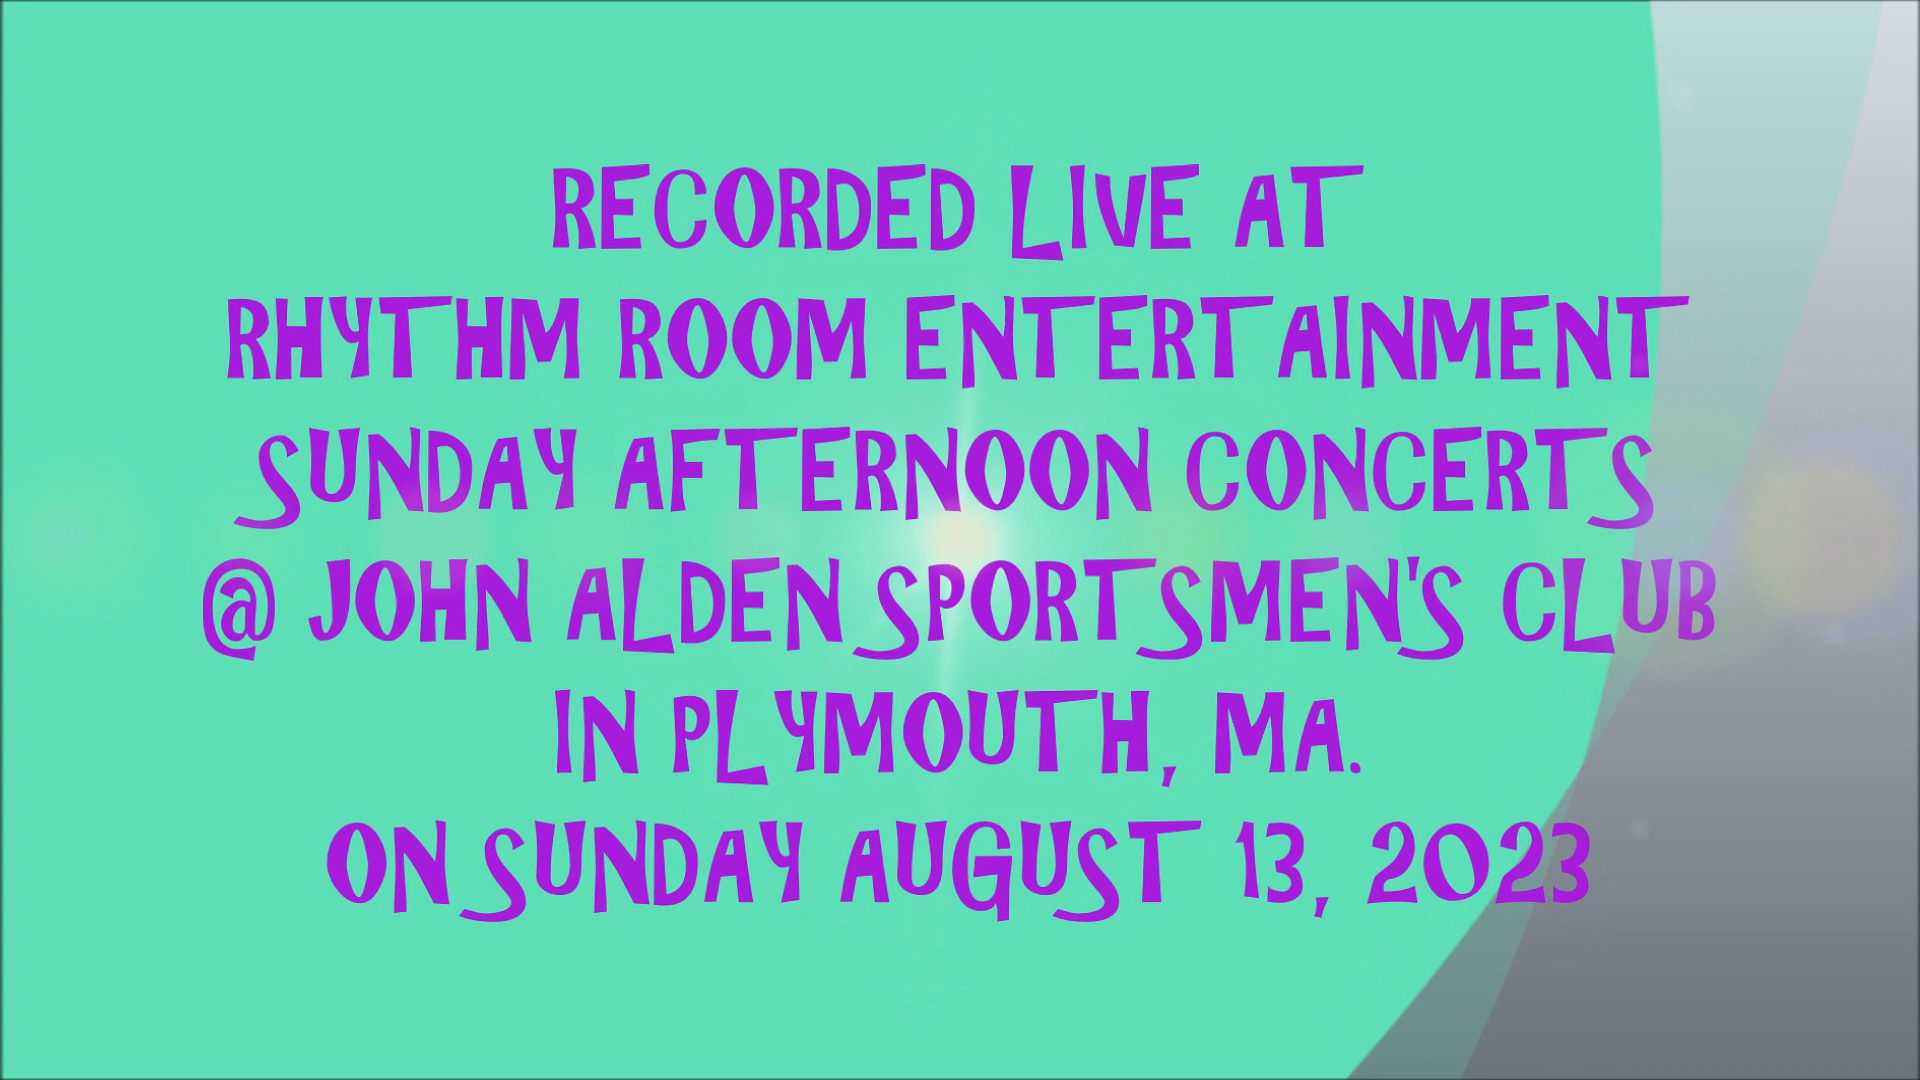 RECORDED LIVE AT
RHYTHM ROOM ENTERTAINMENT
SUNDAY AFTERNOON CONCERTS
@ JOHN ALDEN SPORTSMEN'S CLUB
IN PLYMOUTH, MA.
ON SUNDAY AUGUST 13, 2023